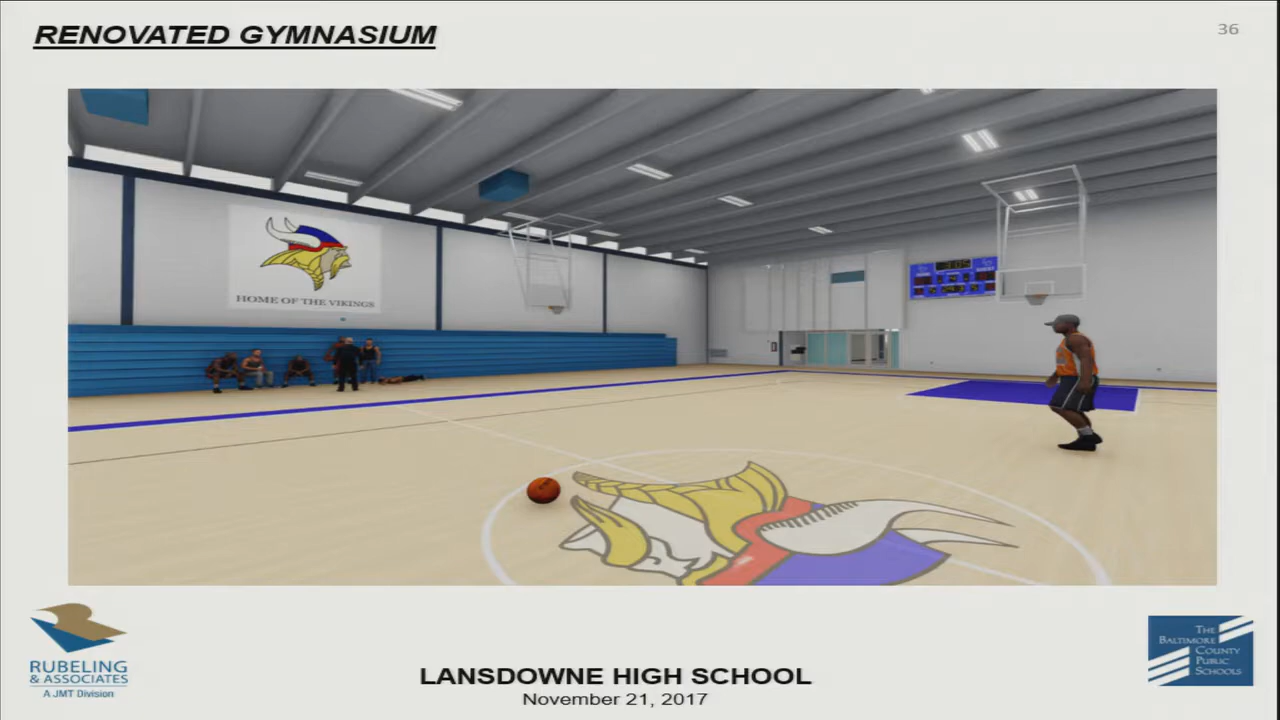 RENOVATED GYMNASIUM
36
HOME OF THE VIKINGS
RUBELING
& ASSOCIATES
A JMT Division
LANSDOWNE HIGH SCHOOL
November 21, 2017
THE
BALTIMORE
COUNTY
PUBLIC
SCHOOLS